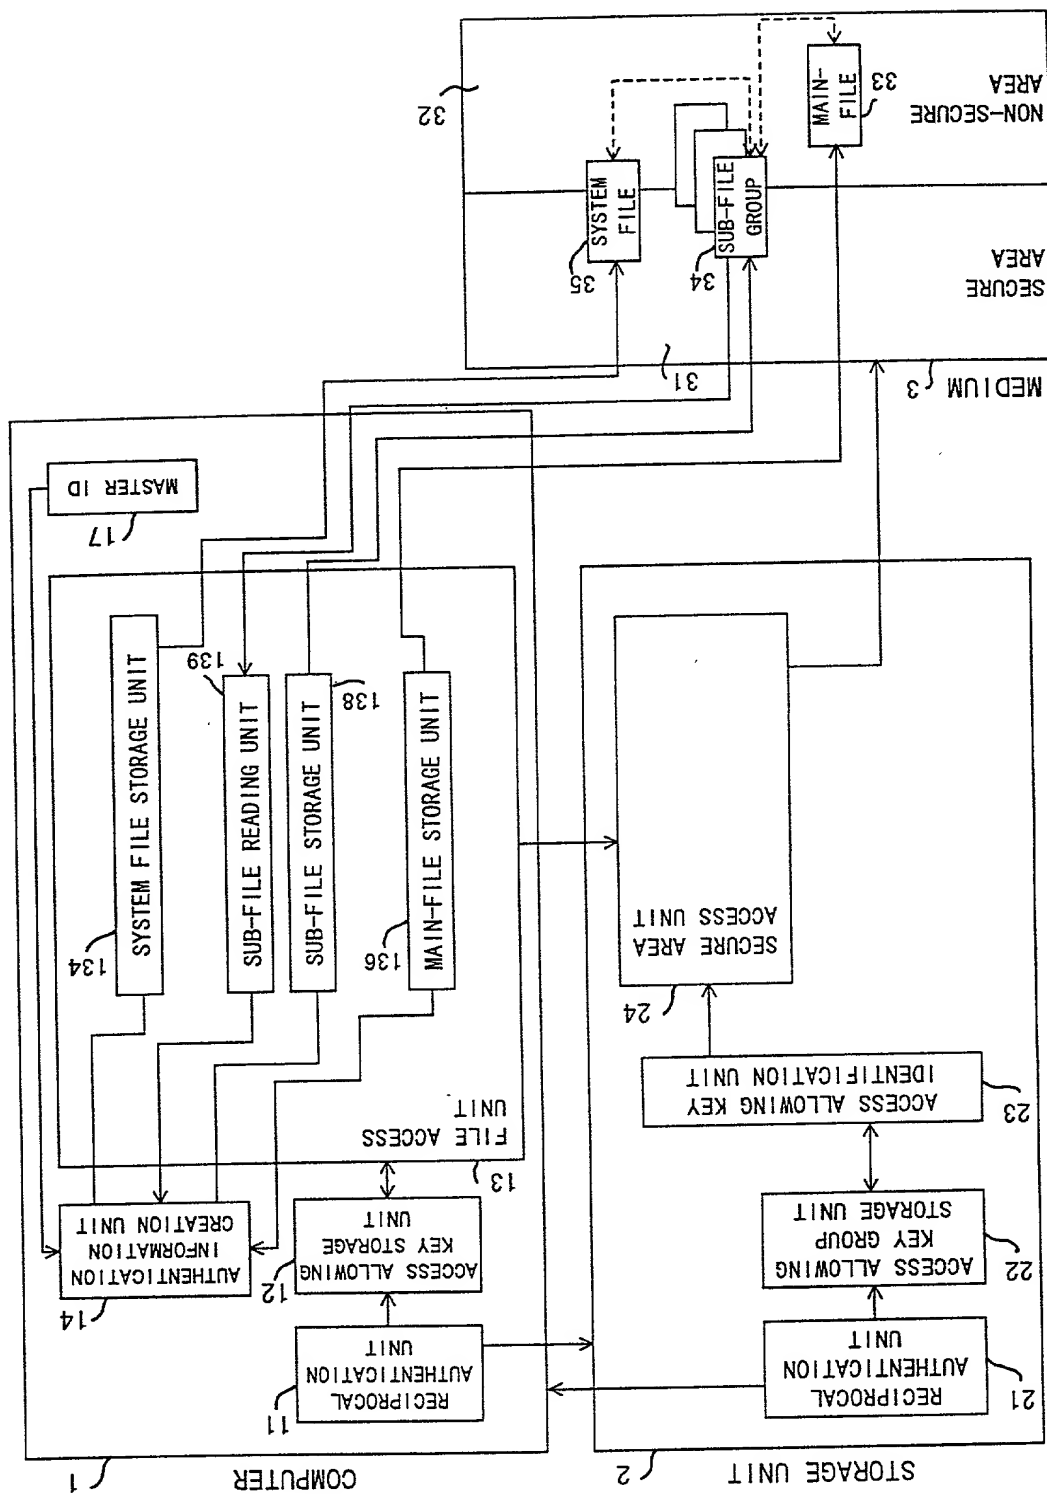 COMPUTER
1
RECIPROCAL
AUTHENTICATION
UNIT
11
ACCESS ALLOWING
KEY STORAGE
UNIT
12
AUTHENTICATION
INFORMATION
CREATION UNIT
14
13
FILE ACCESS
UNIT
MAIN-FILE STORAGE UNIT
136
SUB-FILE STORAGE UNIT
138
SUB-FILE READING UNIT
139
SYSTEM FILE STORAGE UNIT
134
17
MASTER ID
STORAGE UNIT
2
RECIPROCAL
AUTHENTICATION
UNIT
21
ACCESS ALLOWING
KEY GROUP
STORAGE UNIT
22
ACCESS ALLOWING KEY
IDENTIFICATION UNIT
23
24
SECURE AREA
ACCESS UNIT
MEDIUM
3
31
SECURE
AREA
SYSTEM
FILE
35
SUB-FILE
GROUP
34
NON-SECURE
AREA
MAIN-
FILE
33
32